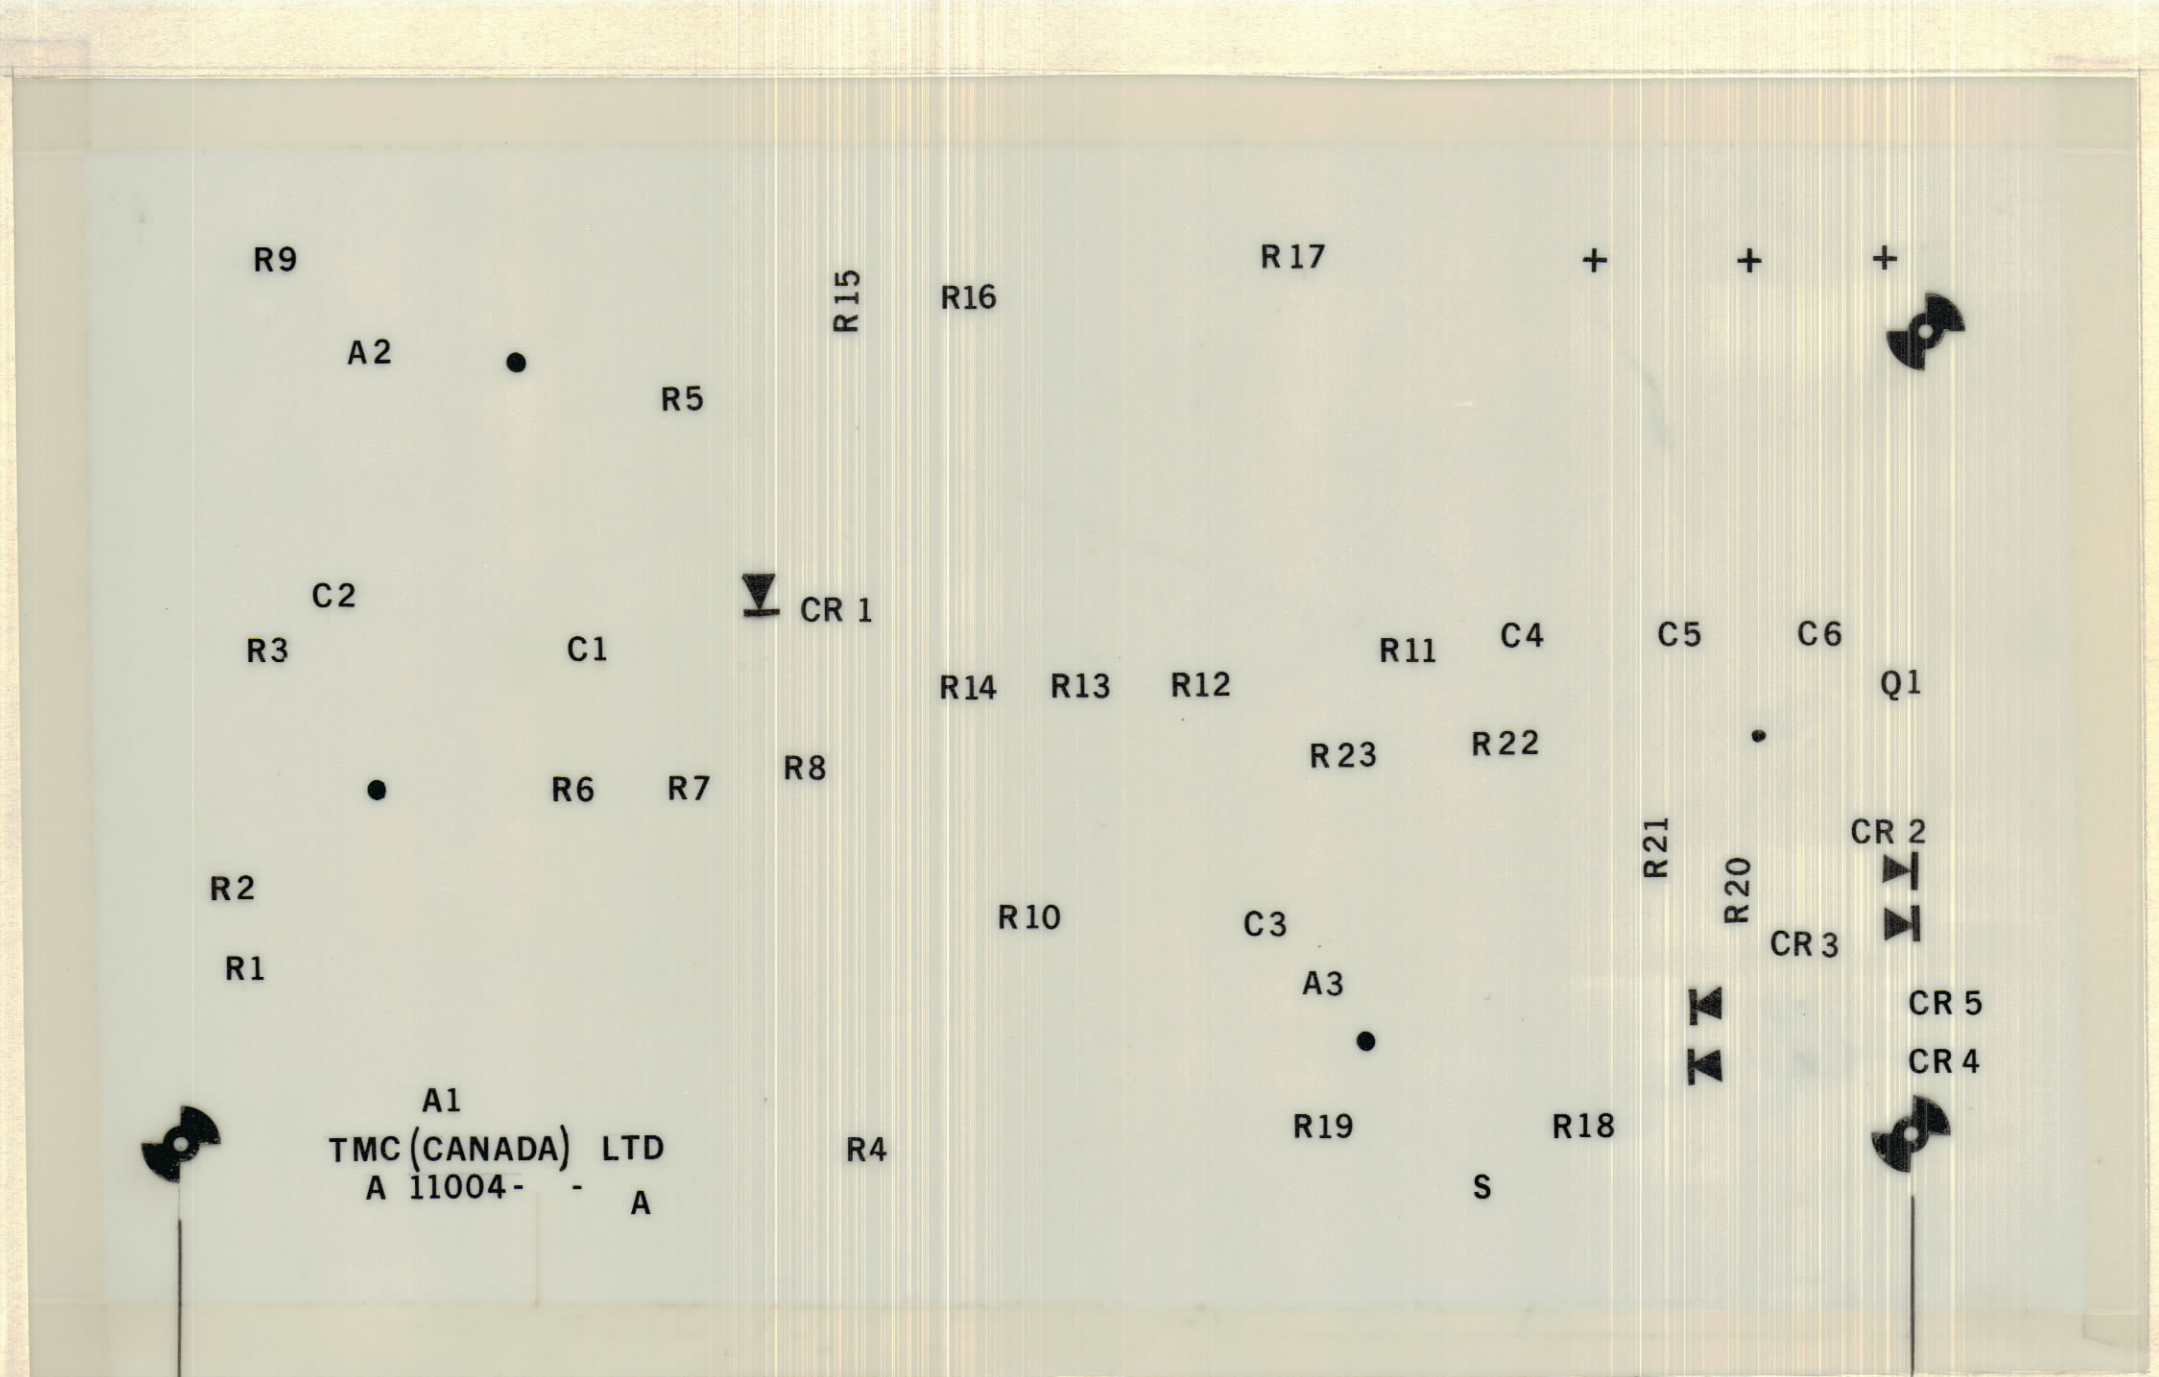 R9
R17
+ + +
R15
R16
A2
R5
C2
CR 1
R3
C1
R11
C4
C5
C6
R14
R13
R12
Q1
R23
R22
R6
R7
R8
R21
R20
CR 2
R2
R10
C3
CR 3
R1
A3
CR 5
CR 4
A1
R19
R18
TMC (CANADA) LTD
R4
A 11004- -
A
S